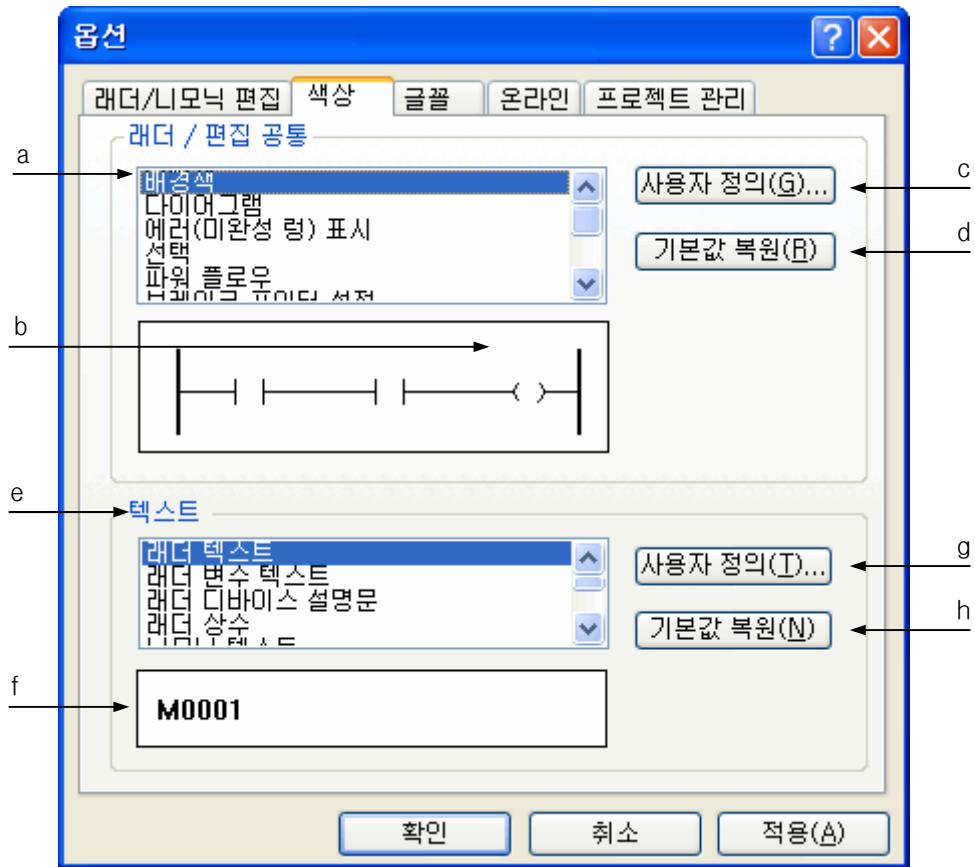 옵션
래더/니모닉 편집 색상 글꼴 온라인 프로젝트 관리
래더 / 편집 공통
a
배경색
다이어그램
에러(미완성 렁) 표시
선택
파워 플로우
c
사용자 정의(G)...
d
기본값 복원(R)
b
e
텍스트
래더 텍스트
래더 변수 텍스트
래더 디바이스 설명문
래더 상수
g
사용자 정의(T)...
h
기본값 복원(N)
f
M0001
확인 취소 적용(A)